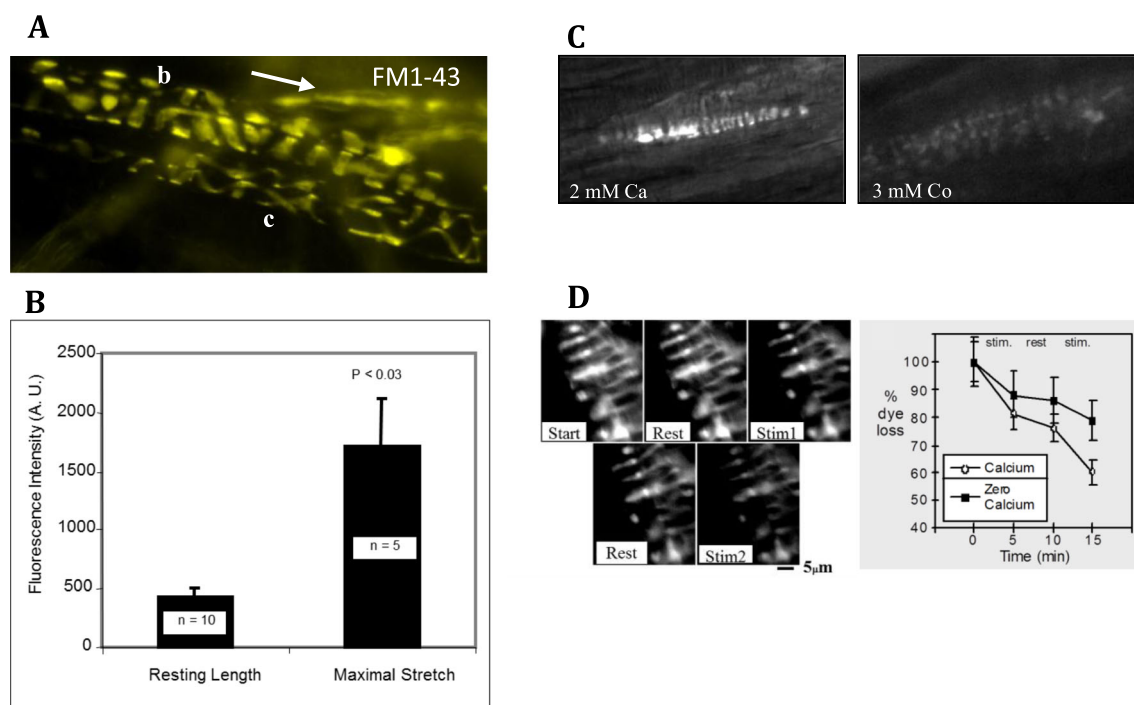 A
b
FM1-43
c
B
Fluorescence Intensity (A. U.)
2500
2000
1500
1000
500
0
P < 0.03
n = 10
n = 5
Resting Length
Maximal Stretch
C
2 mM Ca
3 mM Co
D
Start
Rest
Stim1
Rest
Stim2
5μm
stim. rest stim.
% dye loss
100
90
80
70
60
50
40
Calcium
Zero
Calcium
0 5 10 15
Time (min)